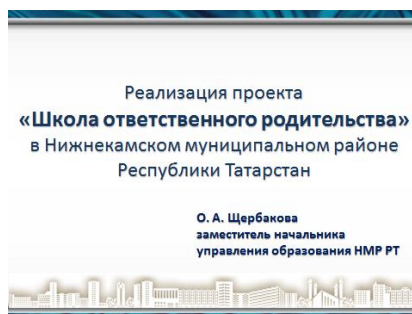 Реализация проекта
«Школа ответственного родительства»
в Нижнекамском муниципальном районе
Республики Татарстан
О. А. Щербакова
заместитель начальника
управления образования НМР РТ